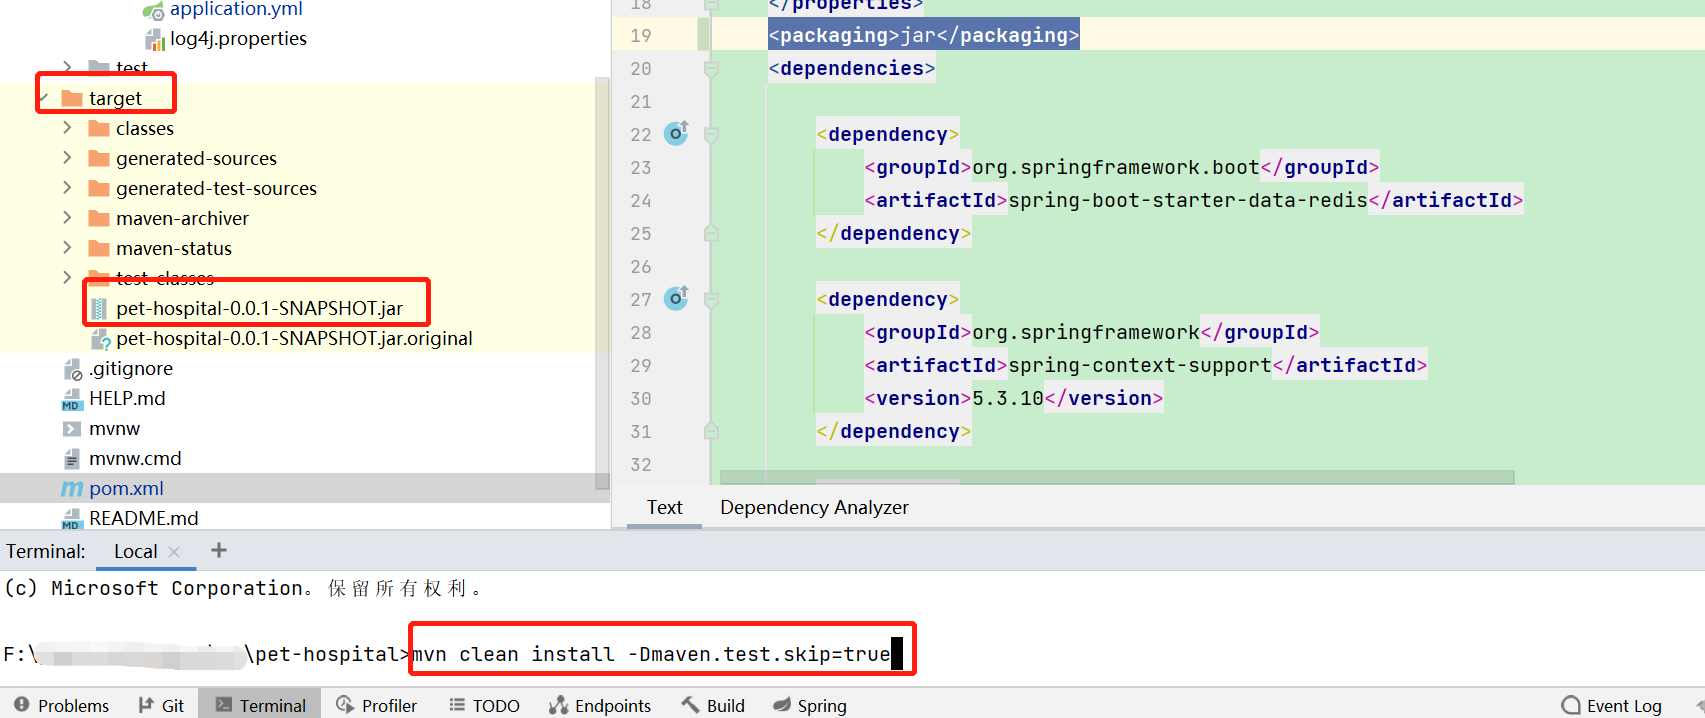 application.yml
log4j.properties
test
target
classes
generated-sources
generated-test-sources
maven-archiver
maven-status
test-classes
pet-hospital-0.0.1-SNAPSHOT.jar
pet-hospital-0.0.1-SNAPSHOT.jar.original
.gitignore
HELP.md
mvnw
mvnw.cmd
pom.xml
README.md
18 </properties>
19 <packaging>jar</packaging>
20 <dependencies>
21
22 <dependency>
23 <groupId>org.springframework.boot</groupId>
24 <artifactId>spring-boot-starter-data-redis</artifactId>
25 </dependency>
26
27 <dependency>
28 <groupId>org.springframework</groupId>
29 <artifactId>spring-context-support</artifactId>
30 <version>5.3.10</version>
31 </dependency>
32
Text Dependency Analyzer
Terminal: Local × +
(c) Microsoft Corporation。保留所有权利。
F:\ \pet-hospital>mvn clean install -Dmaven.test.skip=true
Problems Git Terminal Profiler TODO Endpoints Build Spring Event Log